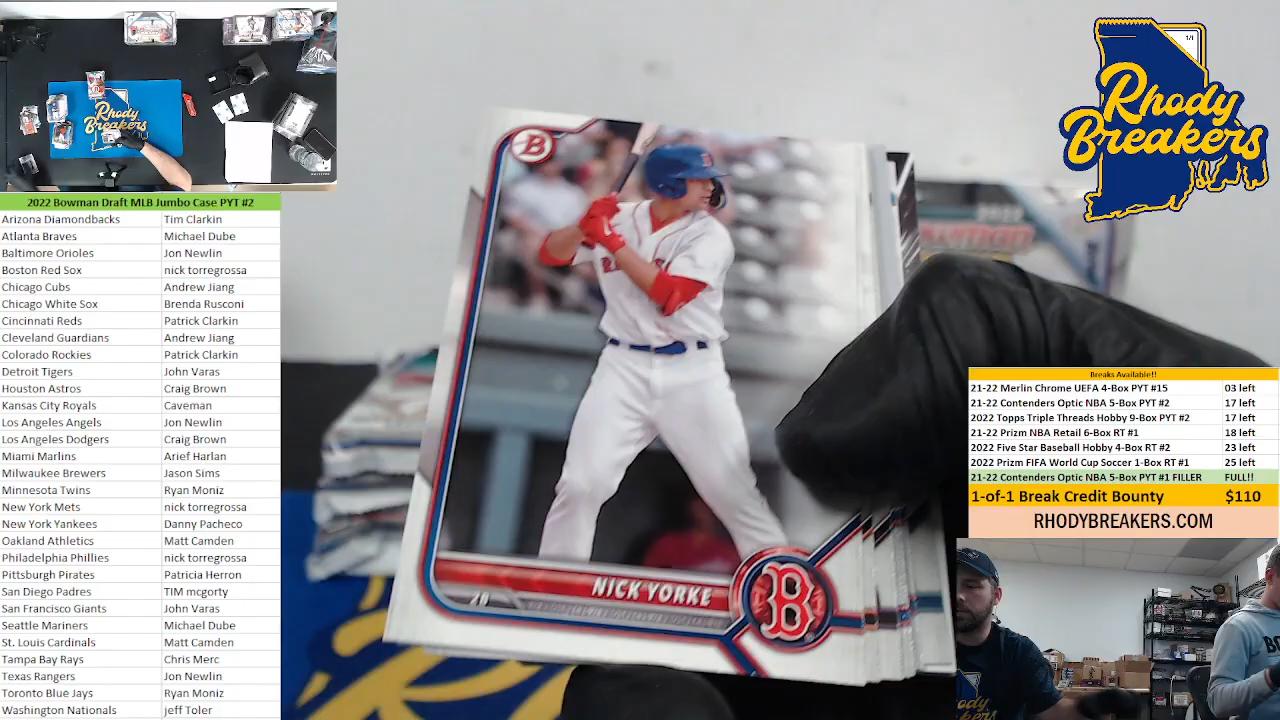 2022 Bowman Draft MLB Jumbo Case PYT #2
Arizona Diamondbacks Tim Clarkin
Atlanta Braves Michael Dube
Baltimore Orioles Jon Newlin
Boston Red Sox nick torregrossa
Chicago Cubs Andrew Jiang
Chicago White Sox Brenda Rusconi
Cincinnati Reds Patrick Clarkin
Cleveland Guardians Andrew Jiang
Colorado Rockies Patrick Clarkin
Detroit Tigers John Varas
Houston Astros Craig Brown
Kansas City Royals Caveman
Los Angeles Angels Jon Newlin
Los Angeles Dodgers Craig Brown
Miami Marlins Arief Harlan
Milwaukee Brewers Jason Sims
Minnesota Twins Ryan Moniz
New York Mets nick torregrossa
New York Yankees Danny Pacheco
Oakland Athletics Matt Camden
Philadelphia Phillies nick torregrossa
Pittsburgh Pirates Patricia Herron
San Diego Padres TIM mcgorty
San Francisco Giants John Varas
Seattle Mariners Michael Dube
St. Louis Cardinals Matt Camden
Tampa Bay Rays Chris Merc
Texas Rangers Jon Newlin
Toronto Blue Jays Ryan Moniz
Washington Nationals jeff Toler
Rhody
Breakers
B
B
NICK YORKE
2B
B
2022
Bowman
1/1
Rhody
Breakers
Breaks Available!!
21-22 Merlin Chrome UEFA 4-Box PYT #15 03 left
21-22 Contenders Optic NBA 5-Box PYT #2 17 left
2022 Topps Triple Threads Hobby 9-Box PYT #2 17 left
21-22 Prizm NBA Retail 6-Box RT #1 18 left
2022 Five Star Baseball Hobby 4-Box RT #2 23 left
2022 Prizm FIFA World Cup Soccer 1-Box RT #1 25 left
21-22 Contenders Optic NBA 5-Box PYT #1 FILLER FULL!!
1-of-1 Break Credit Bounty $110
RHODYBREAKERS.COM